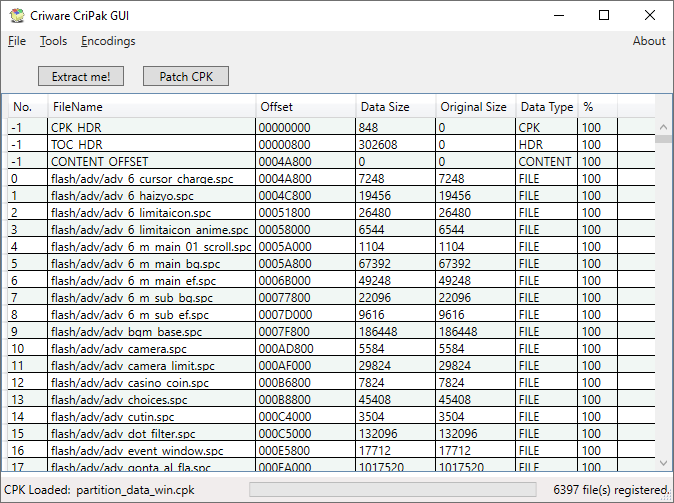 Criware CriPak GUI
File Tools Encodings About
Extract me! Patch CPK
No. FileName Offset Data Size Original Size Data Type %
-1 CPK_HDR 00000000 848 0 CPK 100
-1 TOC_HDR 00000800 302608 0 HDR 100
-1 CONTENT_OFFSET 0004A800 0 0 CONTENT 100
0 flash/adv/adv_6_cursor_charge.spc 0004A800 7248 7248 FILE 100
1 flash/adv/adv_6_haizyo.spc 0004C800 19456 19456 FILE 100
2 flash/adv/adv_6_limitaicon.spc 00051800 26480 26480 FILE 100
3 flash/adv/adv_6_limitaicon_anime.spc 00058000 6544 6544 FILE 100
4 flash/adv/adv_6_m_main_01_scroll.spc 0005A000 1104 1104 FILE 100
5 flash/adv/adv_6_m_main_bg.spc 0005A800 67392 67392 FILE 100
6 flash/adv/adv_6_m_main_ef.spc 0006B000 49248 49248 FILE 100
7 flash/adv/adv_6_m_sub_bg.spc 00077800 22096 22096 FILE 100
8 flash/adv/adv_6_m_sub_ef.spc 0007D000 9616 9616 FILE 100
9 flash/adv/adv_bgm_base.spc 0007F800 186448 186448 FILE 100
10 flash/adv/adv_camera.spc 000AD800 5584 5584 FILE 100
11 flash/adv/adv_camera_limit.spc 000AF000 29824 29824 FILE 100
12 flash/adv/adv_casino_coin.spc 000B6800 7824 7824 FILE 100
13 flash/adv/adv_choices.spc 000B8800 45408 45408 FILE 100
14 flash/adv/adv_cutin.spc 000C4000 3504 3504 FILE 100
15 flash/adv/adv_dot_filter.spc 000C5000 132096 132096 FILE 100
16 flash/adv/adv_event_window.spc 000E5800 17712 17712 FILE 100
17 flash/adv/adv_gonta_al_fla.spc 000EA000 1017520 1017520 FILE 100
CPK Loaded: partition_data_win.cpk 6397 file(s) registered.